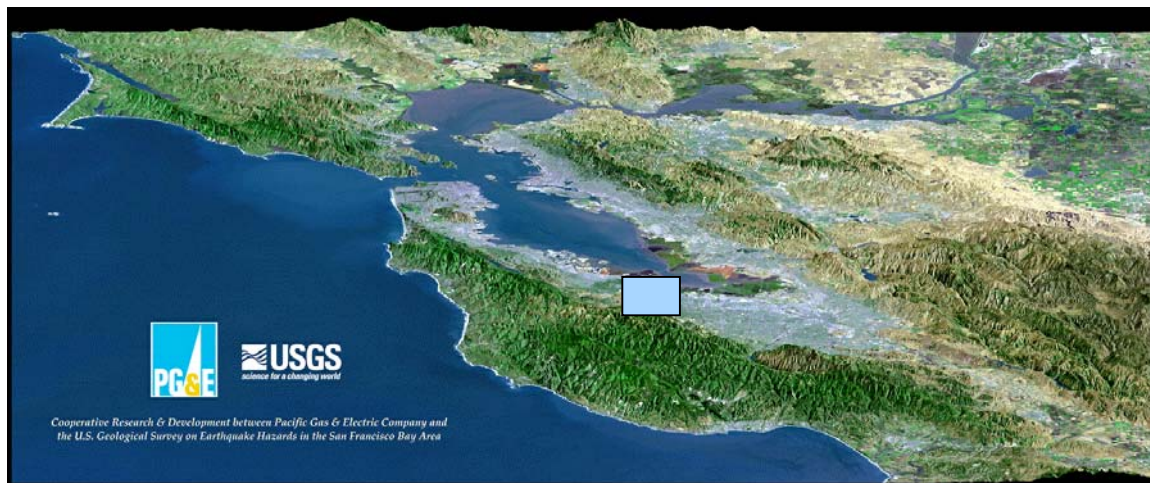 PG&E
USGS
science for a changing world
Cooperative Research & Development between Pacific Gas & Electric Company and
the U.S. Geological Survey on Earthquake Hazards in the San Francisco Bay Area